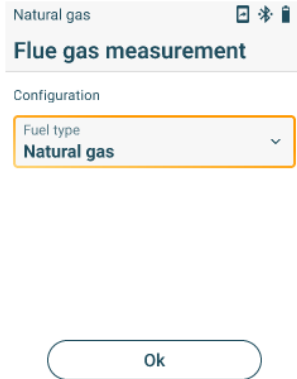 Natural gas
Flue gas measurement
Configuration
Fuel type
Natural gas
Ok